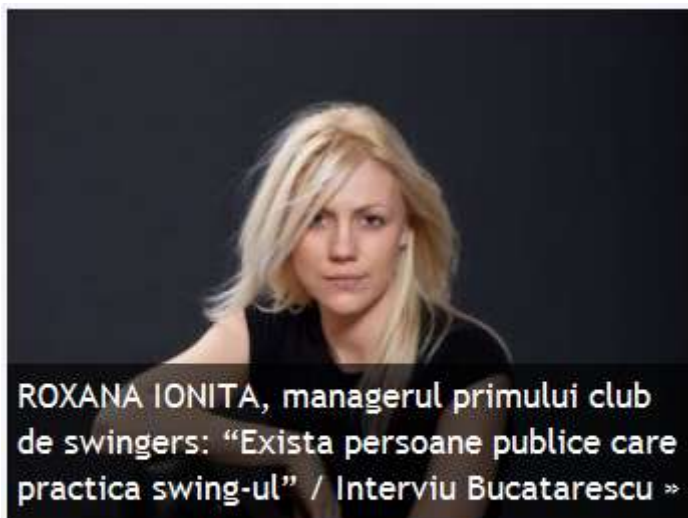 ROXANA IONITA, managerul primului club
de swingers: “Exista persoane publice care
practica swing-ul” / Interviu Bucatarescu »